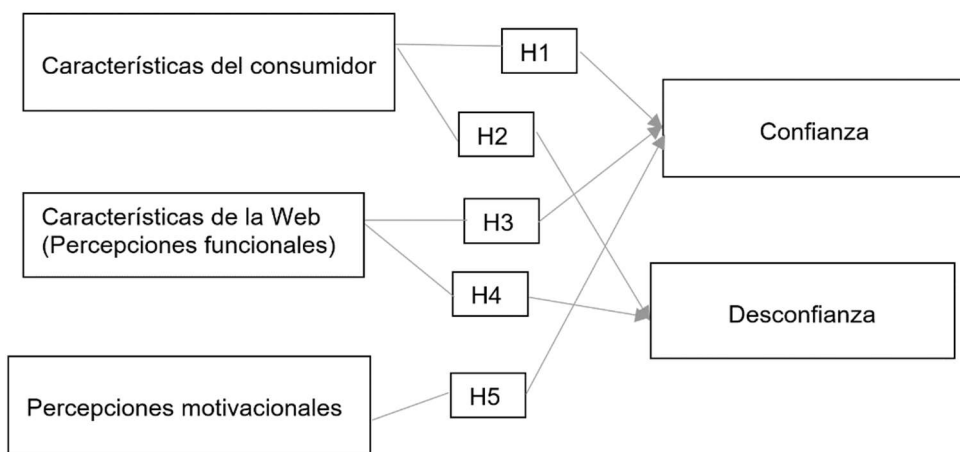 Características del consumidor
H1
H2
Confianza
Características de la Web
(Percepciones funcionales)
H3
H4
Desconfianza
Percepciones motivacionales
H5